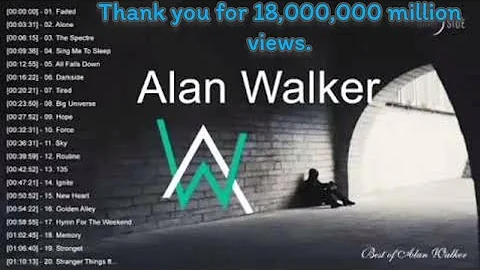 Thank you for 18,000,000 million
views.
SIDE
[00:00:00] - 01. Faded
[00:03:31] - 02. Alone
[00:06:15] - 03. The Spectre
[00:09:36] - 04. Sing Me To Sleep
[00:12:55] - 05. All Falls Down
[00:16:22] - 06. Darkside
[00:20:21] - 07. Tired
[00:23:50] - 08. Big Universe
[00:27:52] - 09. Hope
[00:32:31] - 10. Force
[00:36:31] - 11. Sky
[00:39:59] - 12. Routine
[00:42:52] - 13. 135
[00:47:21] - 14. Ignite
[00:50:52] - 15. New Heart
[00:54:22] - 16. Golden Alley
[00:58:55] - 17. Hymn For The Weekend
[01:02:45] - 18. Memory
[01:06:40] - 19. Strongest
[01:10:13] - 20. Stranger Things ft...
Alan Walker
Best of Alan Walker